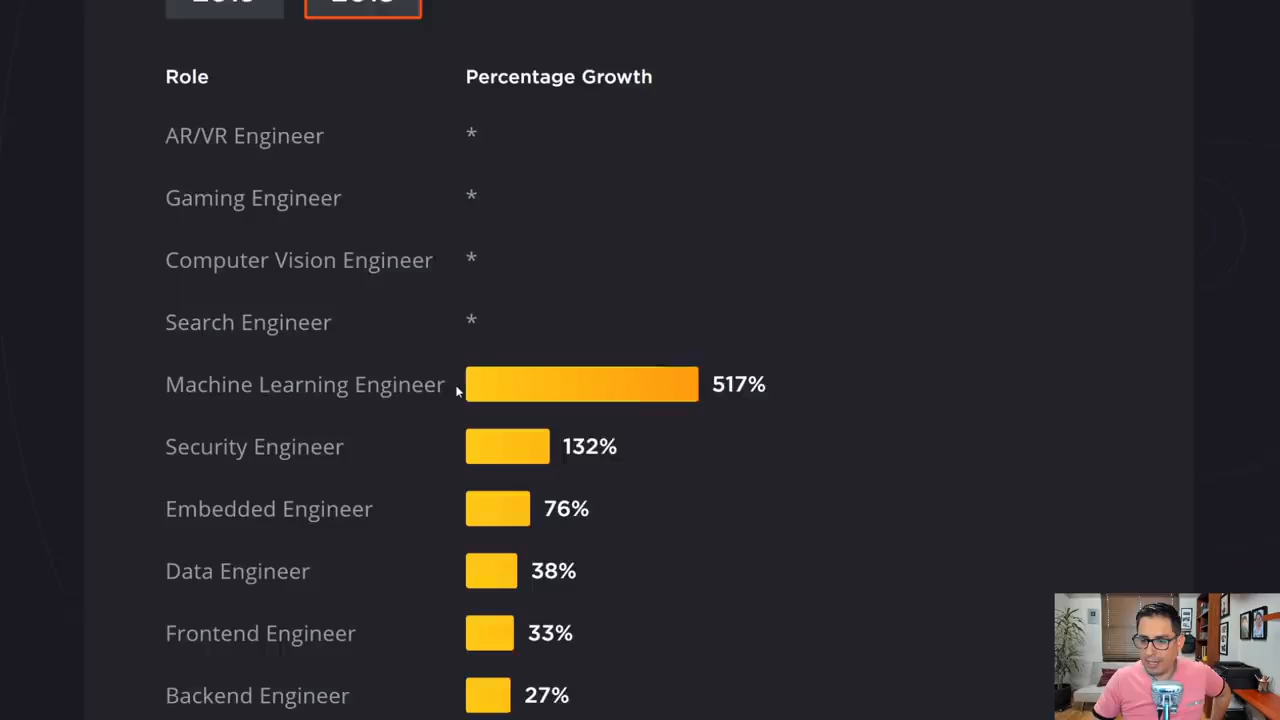 Role Percentage Growth
AR/VR Engineer *
Gaming Engineer *
Computer Vision Engineer *
Search Engineer *
Machine Learning Engineer 517%
Security Engineer 132%
Embedded Engineer 76%
Data Engineer 38%
Frontend Engineer 33%
Backend Engineer 27%